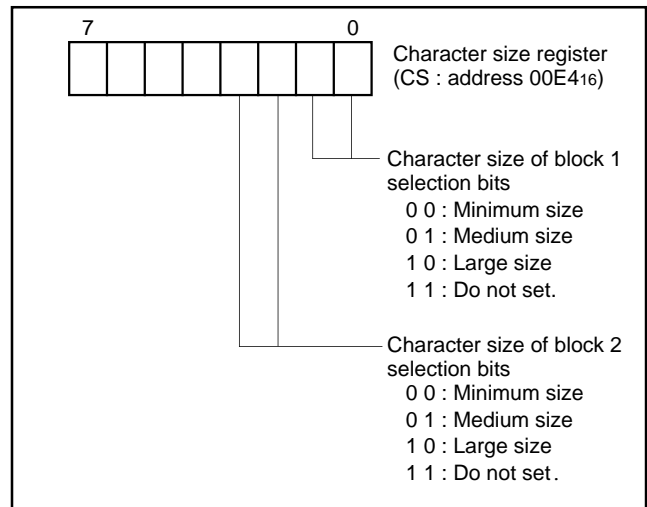 7 0
Character size register
(CS : address 00E4₁₆)
Character size of block 1
selection bits
0 0 : Minimum size
0 1 : Medium size
1 0 : Large size
1 1 : Do not set.
Character size of block 2
selection bits
0 0 : Minimum size
0 1 : Medium size
1 0 : Large size
1 1 : Do not set.